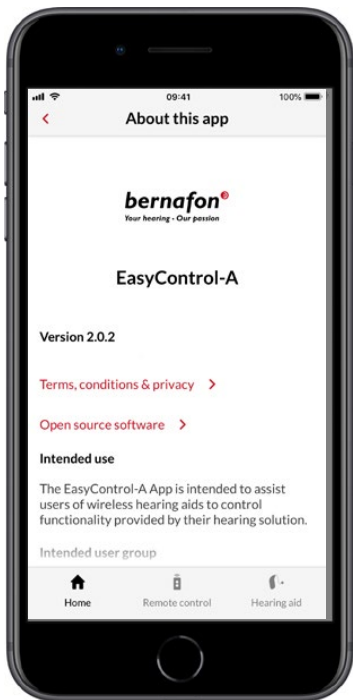 09:41
100%
About this app
bernafon®
Your hearing - Our passion
EasyControl-A
Version 2.0.2
Terms, conditions & privacy >
Open source software >
Intended use
The EasyControl-A App is intended to assist
users of wireless hearing aids to control
functionality provided by their hearing solution.
Intended user group
Home
Remote control
Hearing aid